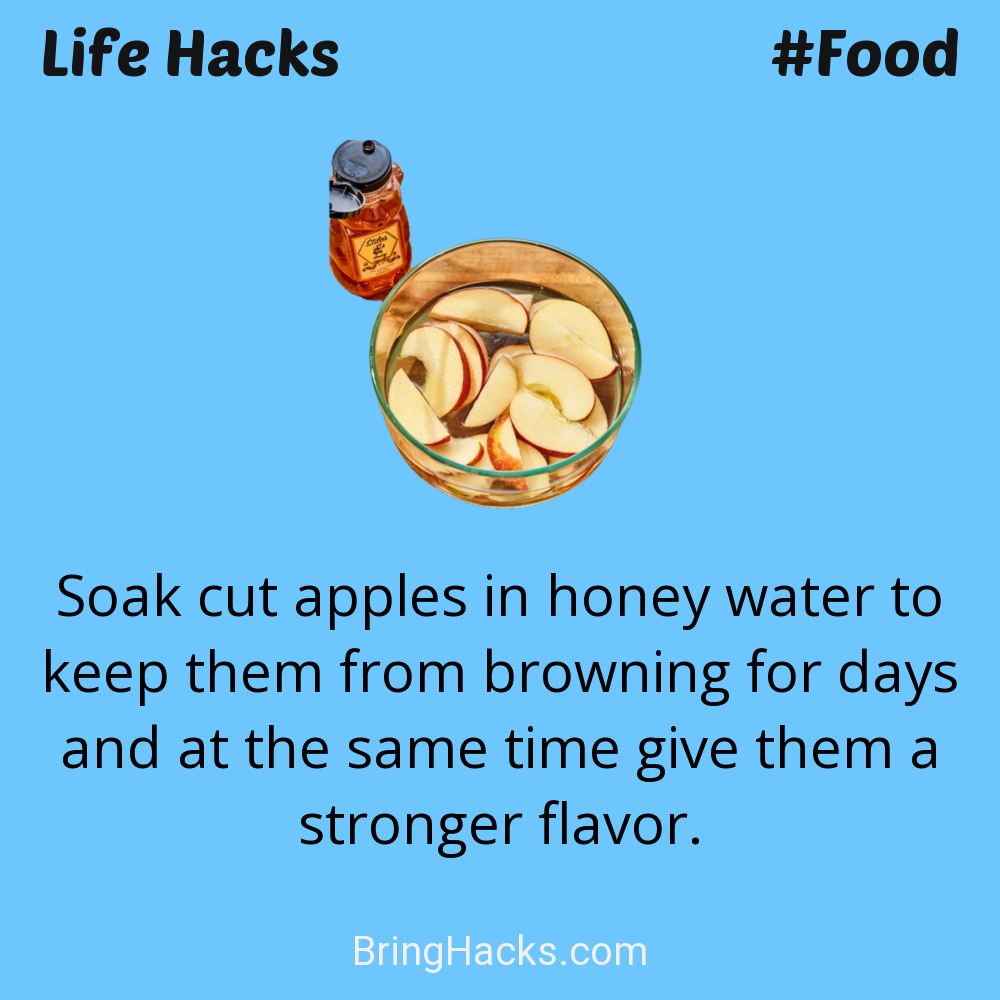 Life Hacks
#Food
Stiles
Soak cut apples in honey water to
keep them from browning for days
and at the same time give them a
stronger flavor.
BringHacks.com